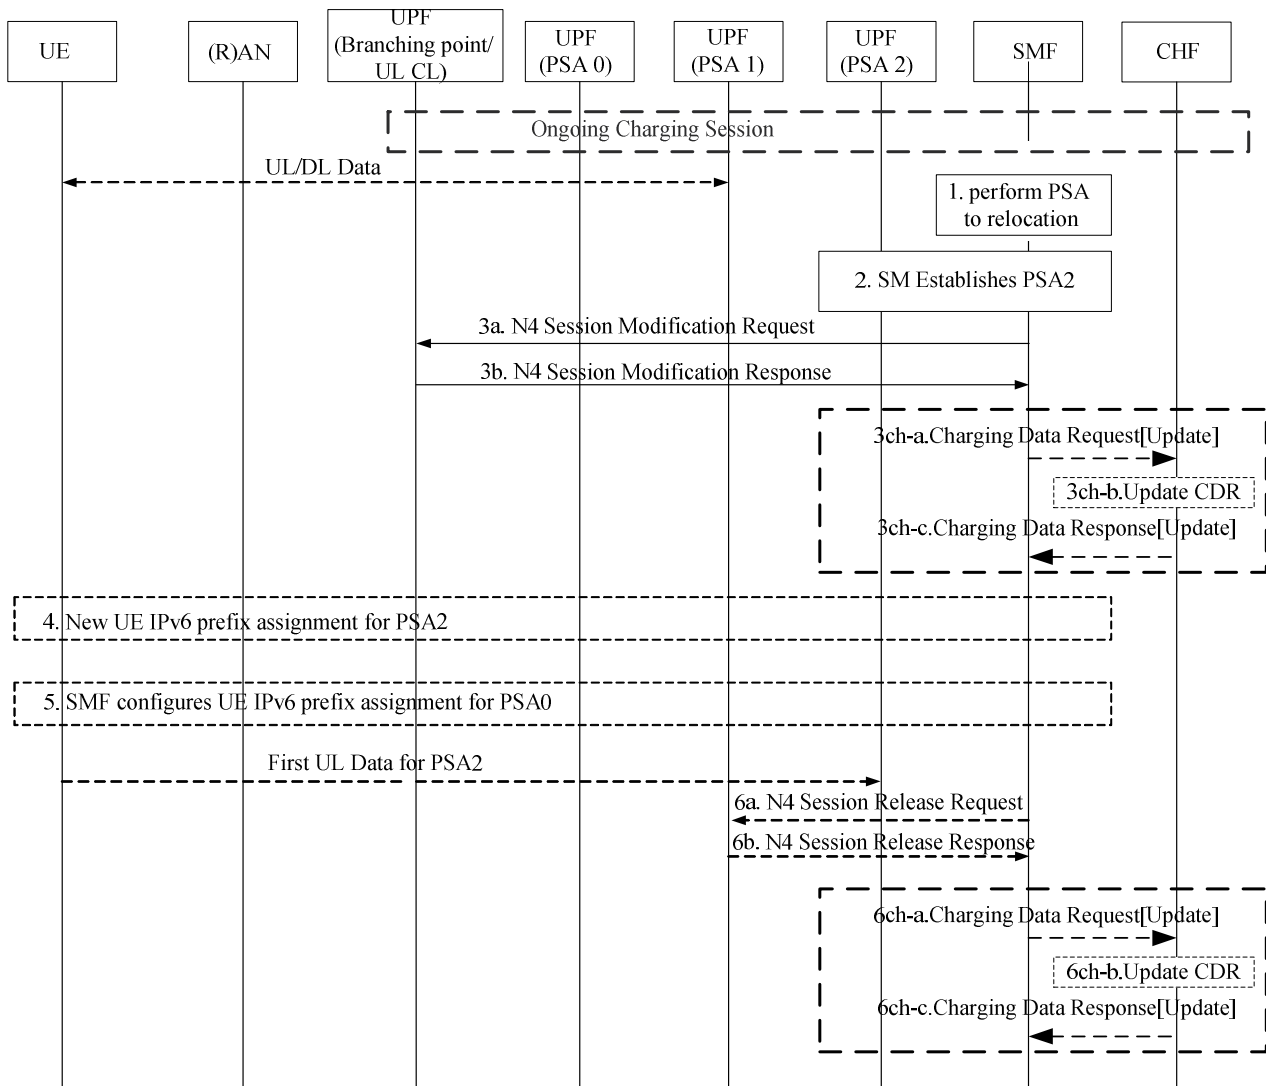 UE
(R)AN
UPF
(Branching point/
UL CL)
UPF
(PSA 0)
UPF
(PSA 1)
UPF
(PSA 2)
SMF
CHF
Ongoing Charging Session
UL/DL Data
1. perform PSA
to relocation
2. SM Establishes PSA2
3a. N4 Session Modification Request
3b. N4 Session Modification Response
3ch-a.Charging Data Request[Update]
3ch-b.Update CDR
3ch-c.Charging Data Response[Update]
4. New UE IPv6 prefix assignment for PSA2
5. SMF configures UE IPv6 prefix assignment for PSA0
First UL Data for PSA2
6a. N4 Session Release Request
6b. N4 Session Release Response
6ch-a.Charging Data Request[Update]
6ch-b.Update CDR
6ch-c.Charging Data Response[Update]